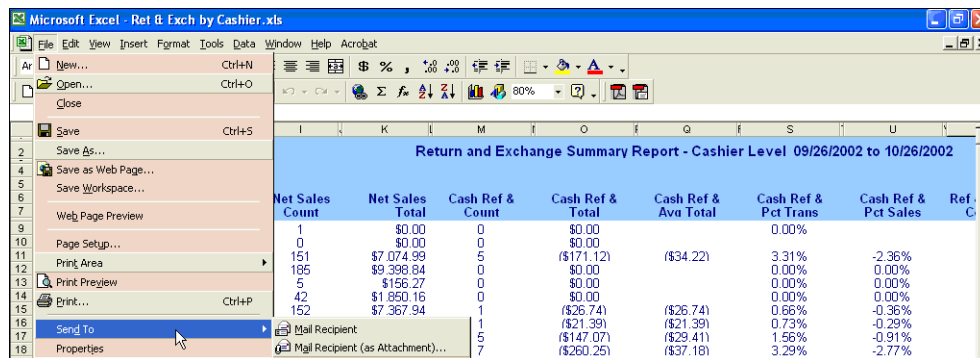 Microsoft Excel - Ret & Exch by Cashier.xls
File Edit View Insert Format Tools Data Window Help Acrobat
New... Ctrl+N
$ % ,
Open... Ctrl+O
80%
Close
Save Ctrl+S
I K M O Q S U
Save As...
2 Return and Exchange Summary Report - Cashier Level 09/26/2002 to 10/26/2002
4 Save as Web Page...
5 Save Workspace...
6 Net Sales Net Sales Cash Ref & Cash Ref & Cash Ref & Cash Ref & Cash Ref & Ref
7 Count Total Count Total Avg Total Pct Trans Pct Sales C
Web Page Preview
9 1 $0.00 0 $0.00 0.00%
10 Page Setup... 0 $0.00 0 $0.00
11 Print Area 151 $7,074.99 5 ($171.12) ($34.22) 3.31% -2.36%
12 185 $9,398.84 0 $0.00 0.00% 0.00%
13 Print Preview 5 $156.27 0 $0.00 0.00% 0.00%
14 Print... Ctrl+P 42 $1,850.16 0 $0.00 0.00% 0.00%
15 152 $7,367.94 1 ($26.74) ($26.74) 0.66% -0.36%
16 Send To Mail Recipient 1 ($21.39) ($21.39) 0.73% -0.29%
17 5 ($147.07) ($29.41) 1.56% -0.91%
18 Properties Mail Recipient (as Attachment)... 7 ($260.25) ($37.18) 3.29% -2.77%